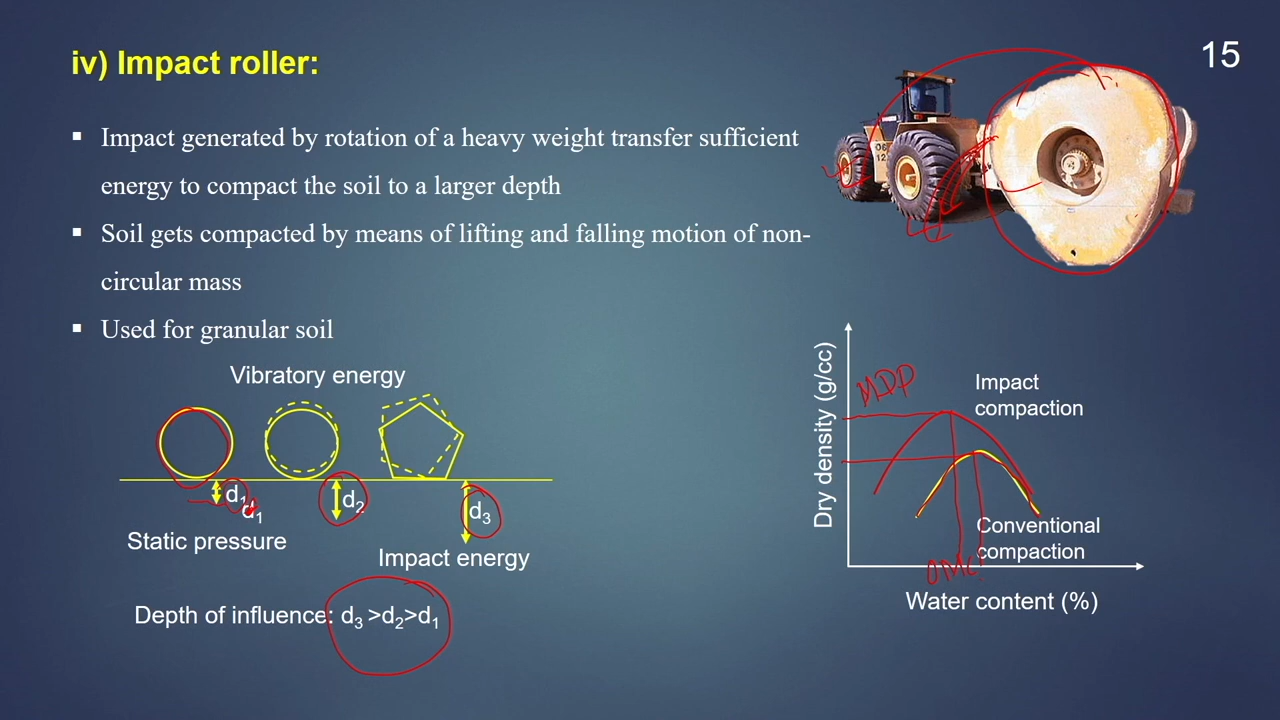 iv) Impact roller:
15
▪ Impact generated by rotation of a heavy weight transfer sufficient
energy to compact the soil to a larger depth
▪ Soil gets compacted by means of lifting and falling motion of non-
circular mass
▪ Used for granular soil
Vibratory energy
d1
d1
d2
d3
Static pressure
Impact energy
Depth of influence: d3 >d2>d1
Dry density (g/cc)
MDD
Impact
compaction
Conventional
compaction
OMC
Water content (%)